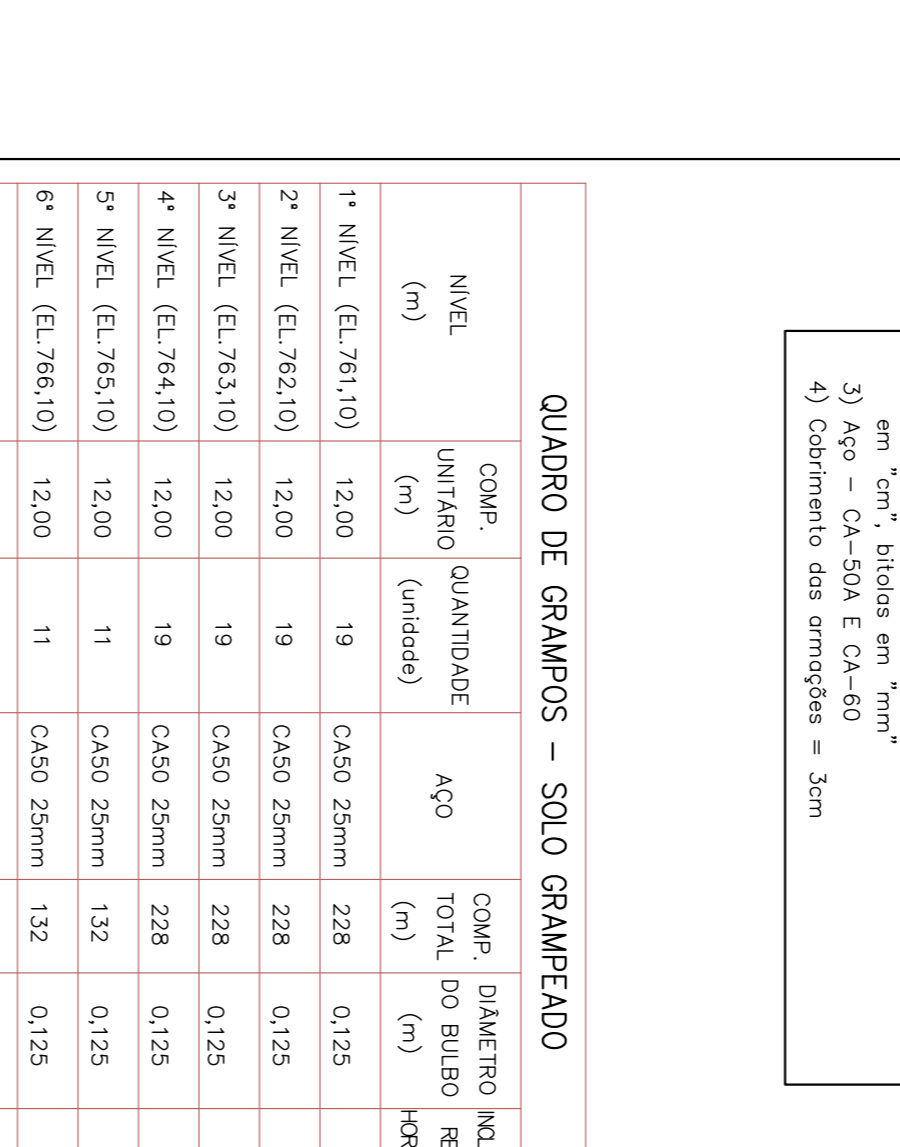 em "cm", bitolas em "mm"
3) Aço – CA–50A E CA–60
4) Cobrimento das armações = 3cm
QUADRO DE GRAMPOS – SOLO GRAMPEADO
NÍVEL (m) COMP. UNITÁRIO (m) QUANTIDADE (unidade) AÇO COMP. TOTAL (m) DIÂMETRO DO BULBO (m)
1° NÍVEL (EL.761,10) 12,00 19 CA50 25mm 228 0,125
2° NÍVEL (EL.762,10) 12,00 19 CA50 25mm 228 0,125
3° NÍVEL (EL.763,10) 12,00 19 CA50 25mm 228 0,125
4° NÍVEL (EL.764,10) 12,00 19 CA50 25mm 228 0,125
5° NÍVEL (EL.765,10) 12,00 11 CA50 25mm 132 0,125
6° NÍVEL (EL.766,10) 12,00 11 CA50 25mm 132 0,125